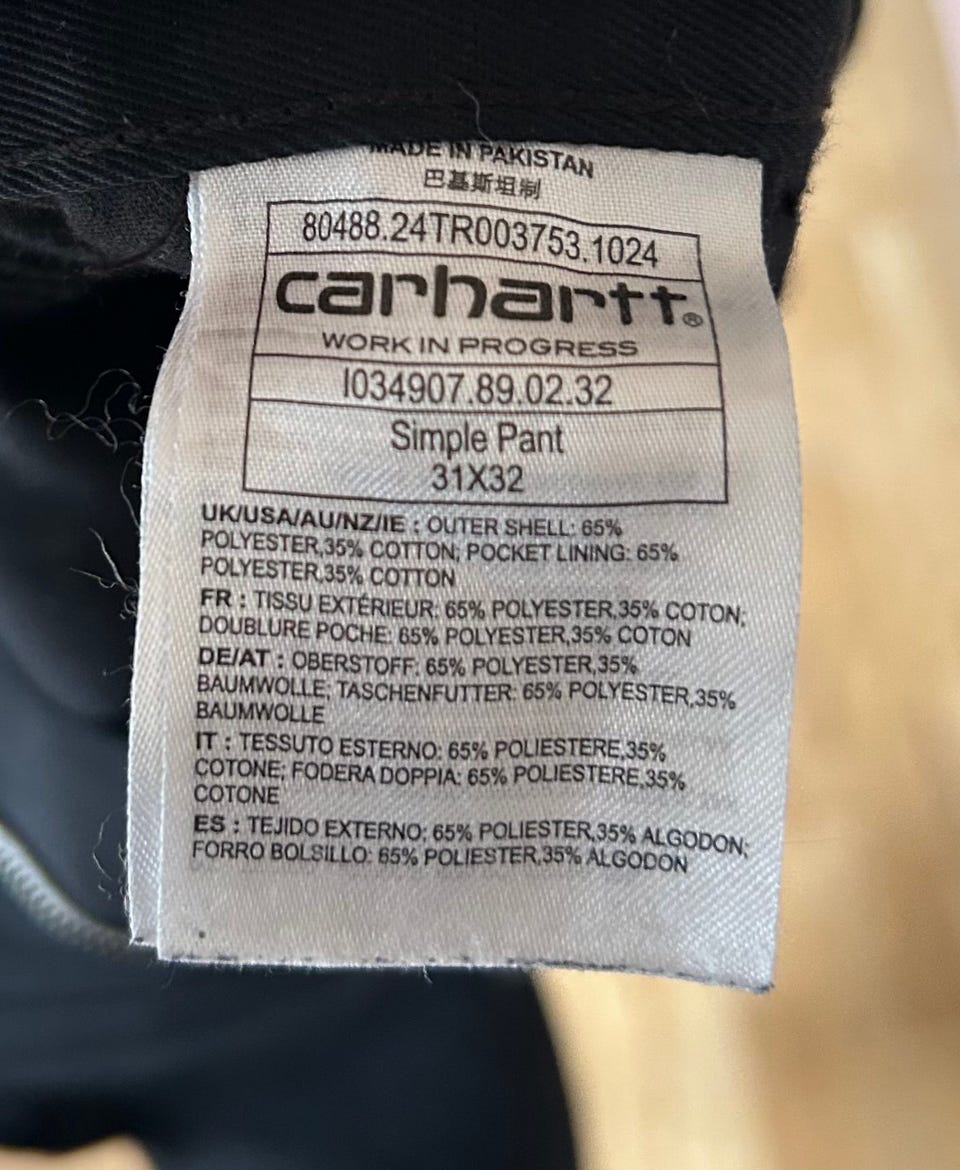 MADE IN PAKISTAN
巴基斯坦制
80488.24TR003753.1024
carhartt®
WORK IN PROGRESS
I034907.89.02.32
Simple Pant
31X32
UK/USA/AU/NZ/IE : OUTER SHELL: 65%
POLYESTER,35% COTTON; POCKET LINING: 65%
POLYESTER,35% COTTON
FR : TISSU EXTÉRIEUR: 65% POLYESTER,35% COTON;
DOUBLURE POCHE: 65% POLYESTER,35% COTON
DE/AT : OBERSTOFF: 65% POLYESTER,35%
BAUMWOLLE; TASCHENFUTTER: 65% POLYESTER,35%
BAUMWOLLE
IT : TESSUTO ESTERNO: 65% POLIESTERE,35%
COTONE; FODERA DOPPIA: 65% POLIESTERE,35%
COTONE
ES : TEJIDO EXTERNO: 65% POLIESTER,35% ALGODON;
FORRO BOLSILLO: 65% POLIESTER,35% ALGODON